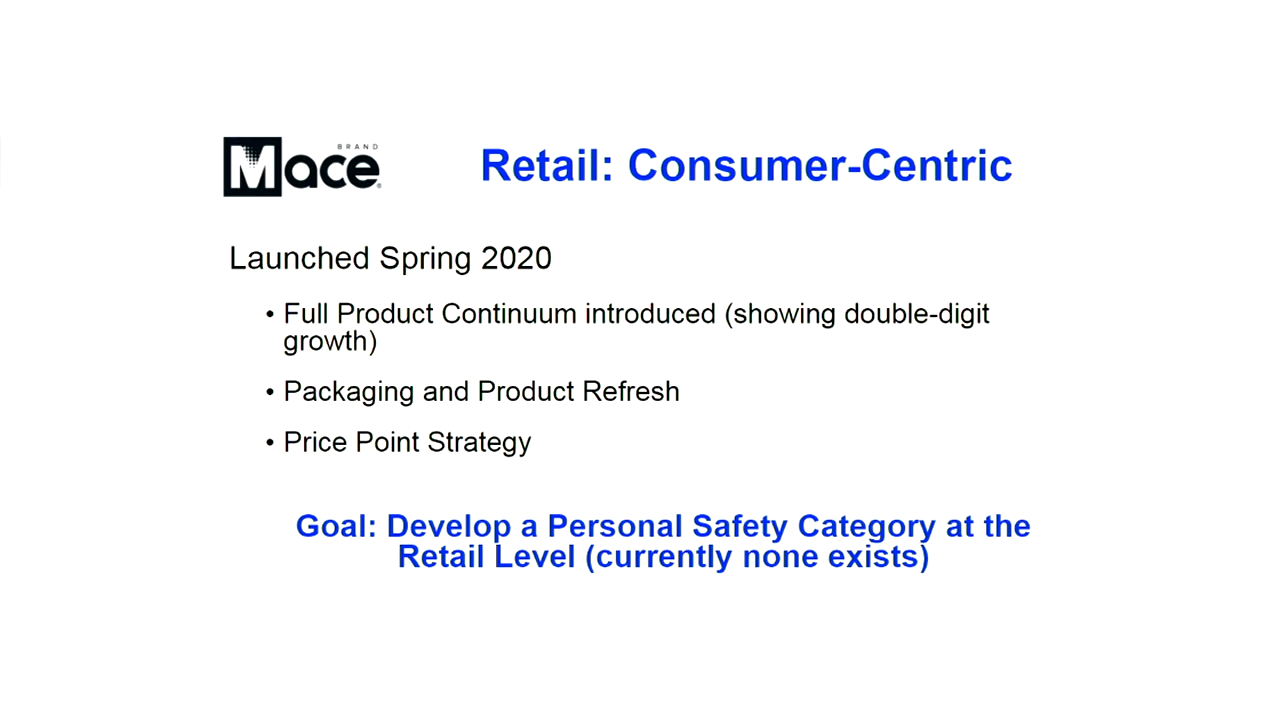 BRAND
Mace®
Retail: Consumer-Centric
Launched Spring 2020
• Full Product Continuum introduced (showing double-digit
growth)
• Packaging and Product Refresh
• Price Point Strategy
Goal: Develop a Personal Safety Category at the
Retail Level (currently none exists)